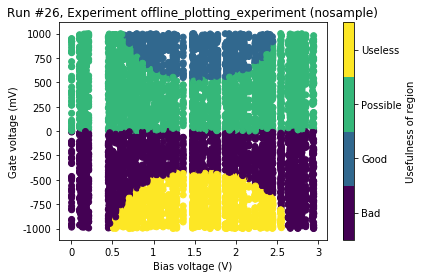 Run #26, Experiment offline_plotting_experiment (nosample)
1000
750
500
250
0
-250
-500
-750
-1000
Gate voltage (mV)
0
0.5
1
1.5
2
2.5
3
Bias voltage (V)
Useless
Possible
Good
Bad
Usefulness of region